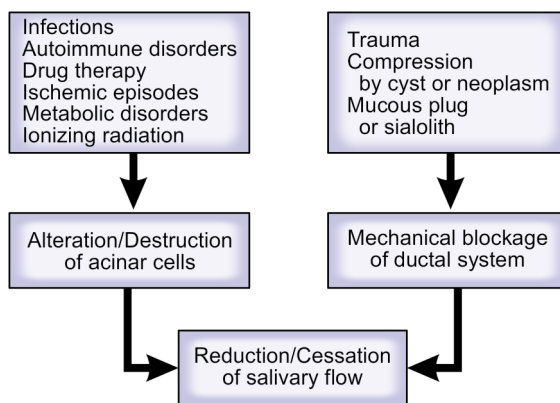 Infections
Autoimmune disorders
Drug therapy
Ischemic episodes
Metabolic disorders
Ionizing radiation
Trauma
Compression
by cyst or neoplasm
Mucous plug
or sialolith
Alteration/Destruction
of acinar cells
Mechanical blockage
of ductal system
Reduction/Cessation
of salivary flow